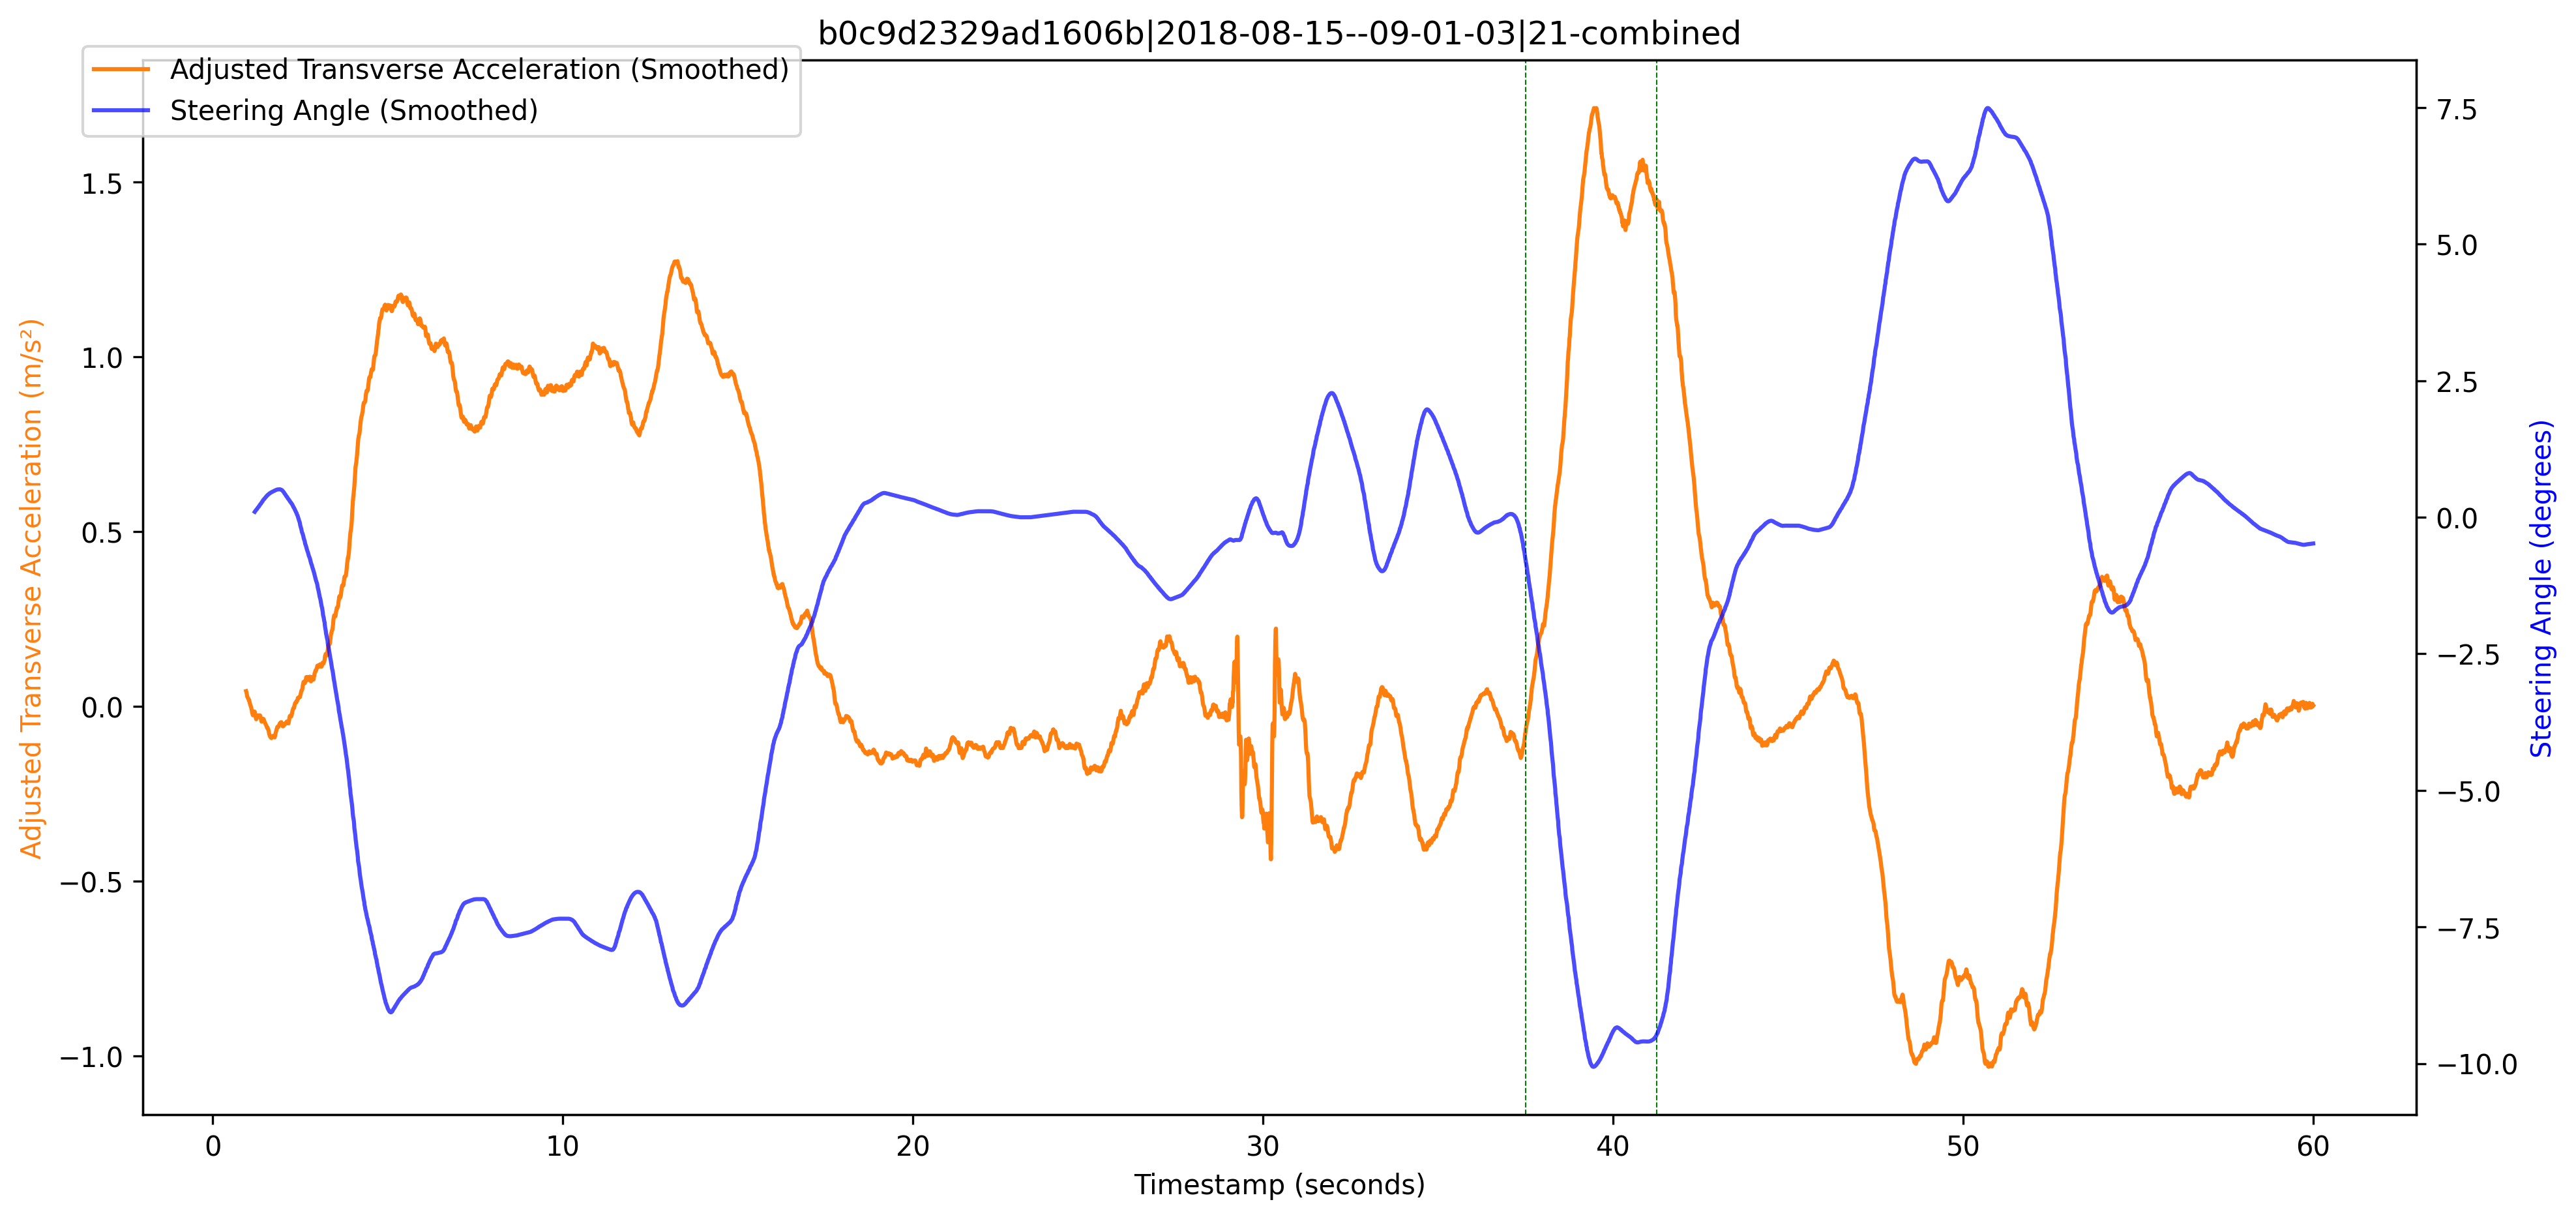 b0c9d2329ad1606b|2018-08-15--09-01-03|21-combined
Adjusted Transverse Acceleration (Smoothed)
Steering Angle (Smoothed)
Adjusted Transverse Acceleration (m/s²)
1.5
1.0
0.5
0.0
−0.5
−1.0
7.5
5.0
2.5
0.0
−2.5
−5.0
−7.5
−10.0
Steering Angle (degrees)
0 10 20 30 40 50 60
Timestamp (seconds)